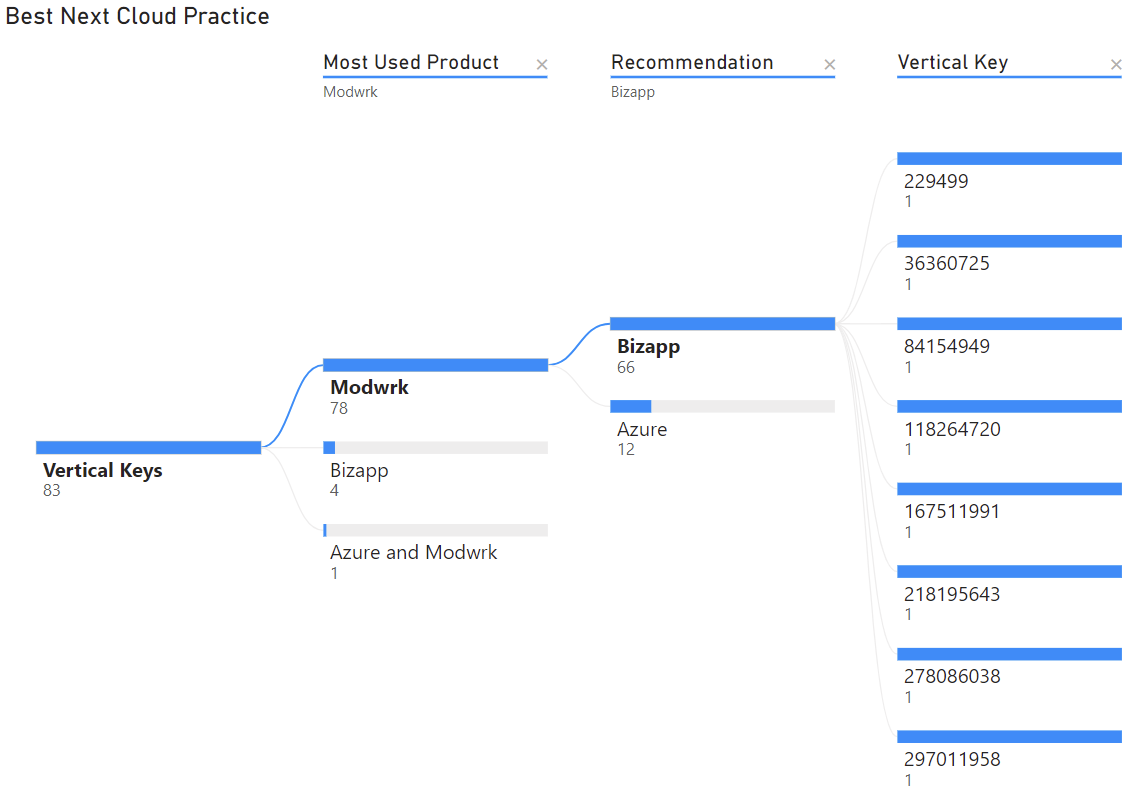 Best Next Cloud Practice
Most Used Product ×
Modwrk
Recommendation ×
Bizapp
Vertical Key ×
Vertical Keys
83
Modwrk
78
Bizapp
4
Azure and Modwrk
1
Bizapp
66
Azure
12
229499
1
36360725
1
84154949
1
118264720
1
167511991
1
218195643
1
278086038
1
297011958
1